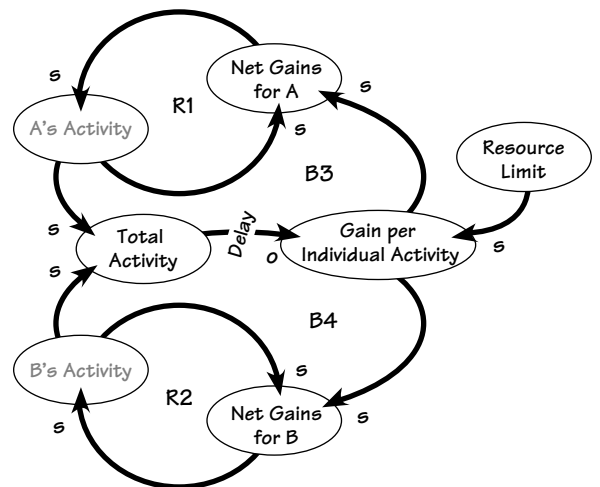 s
Net Gains
for A
s
R1
A's Activity
s
B3
Resource
Limit
s
Total
Activity
Delay
Gain per
Individual Activity
s
s
o
B4
B's Activity
R2
s
s
Net Gains
for B
s